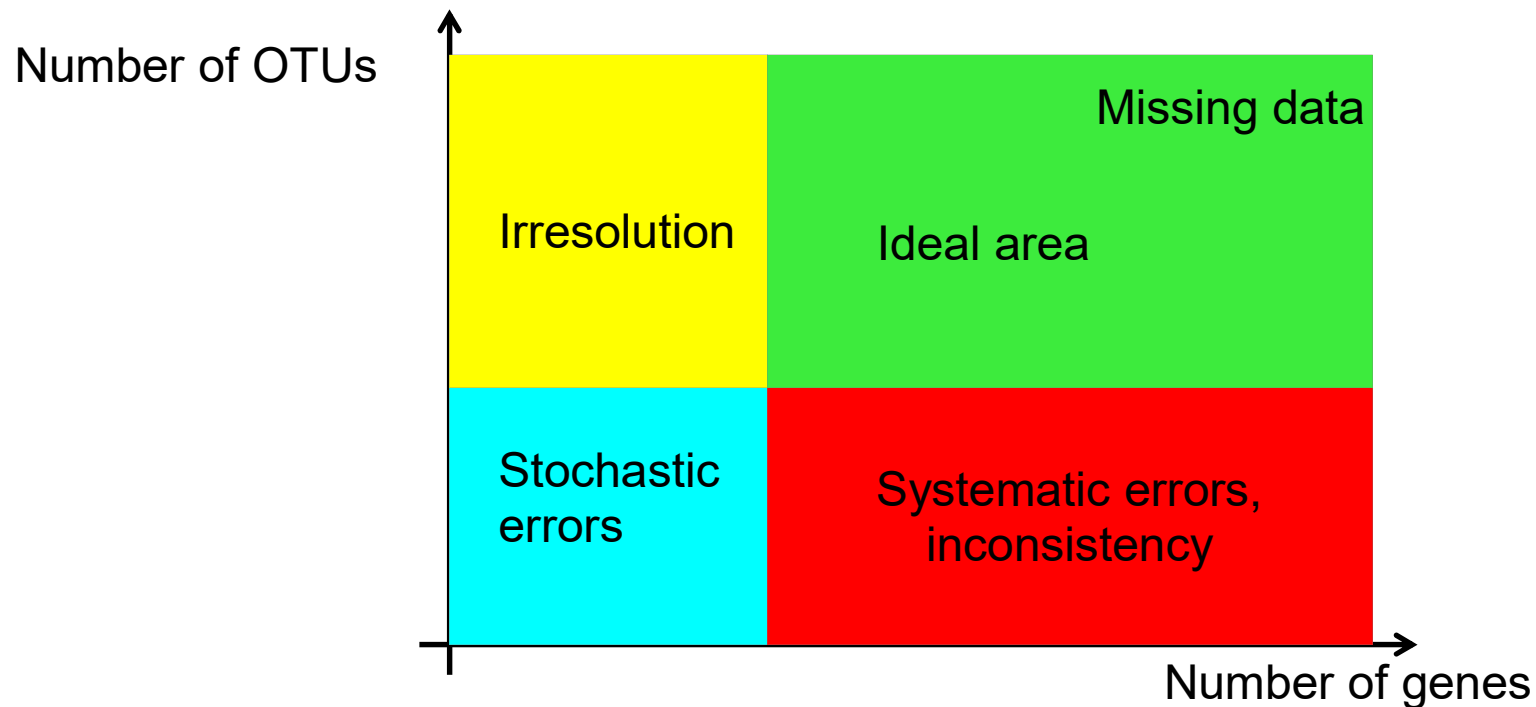 Number of OTUs
Missing data
Irresolution
Ideal area
Stochastic
errors
Systematic errors,
inconsistency
Number of genes